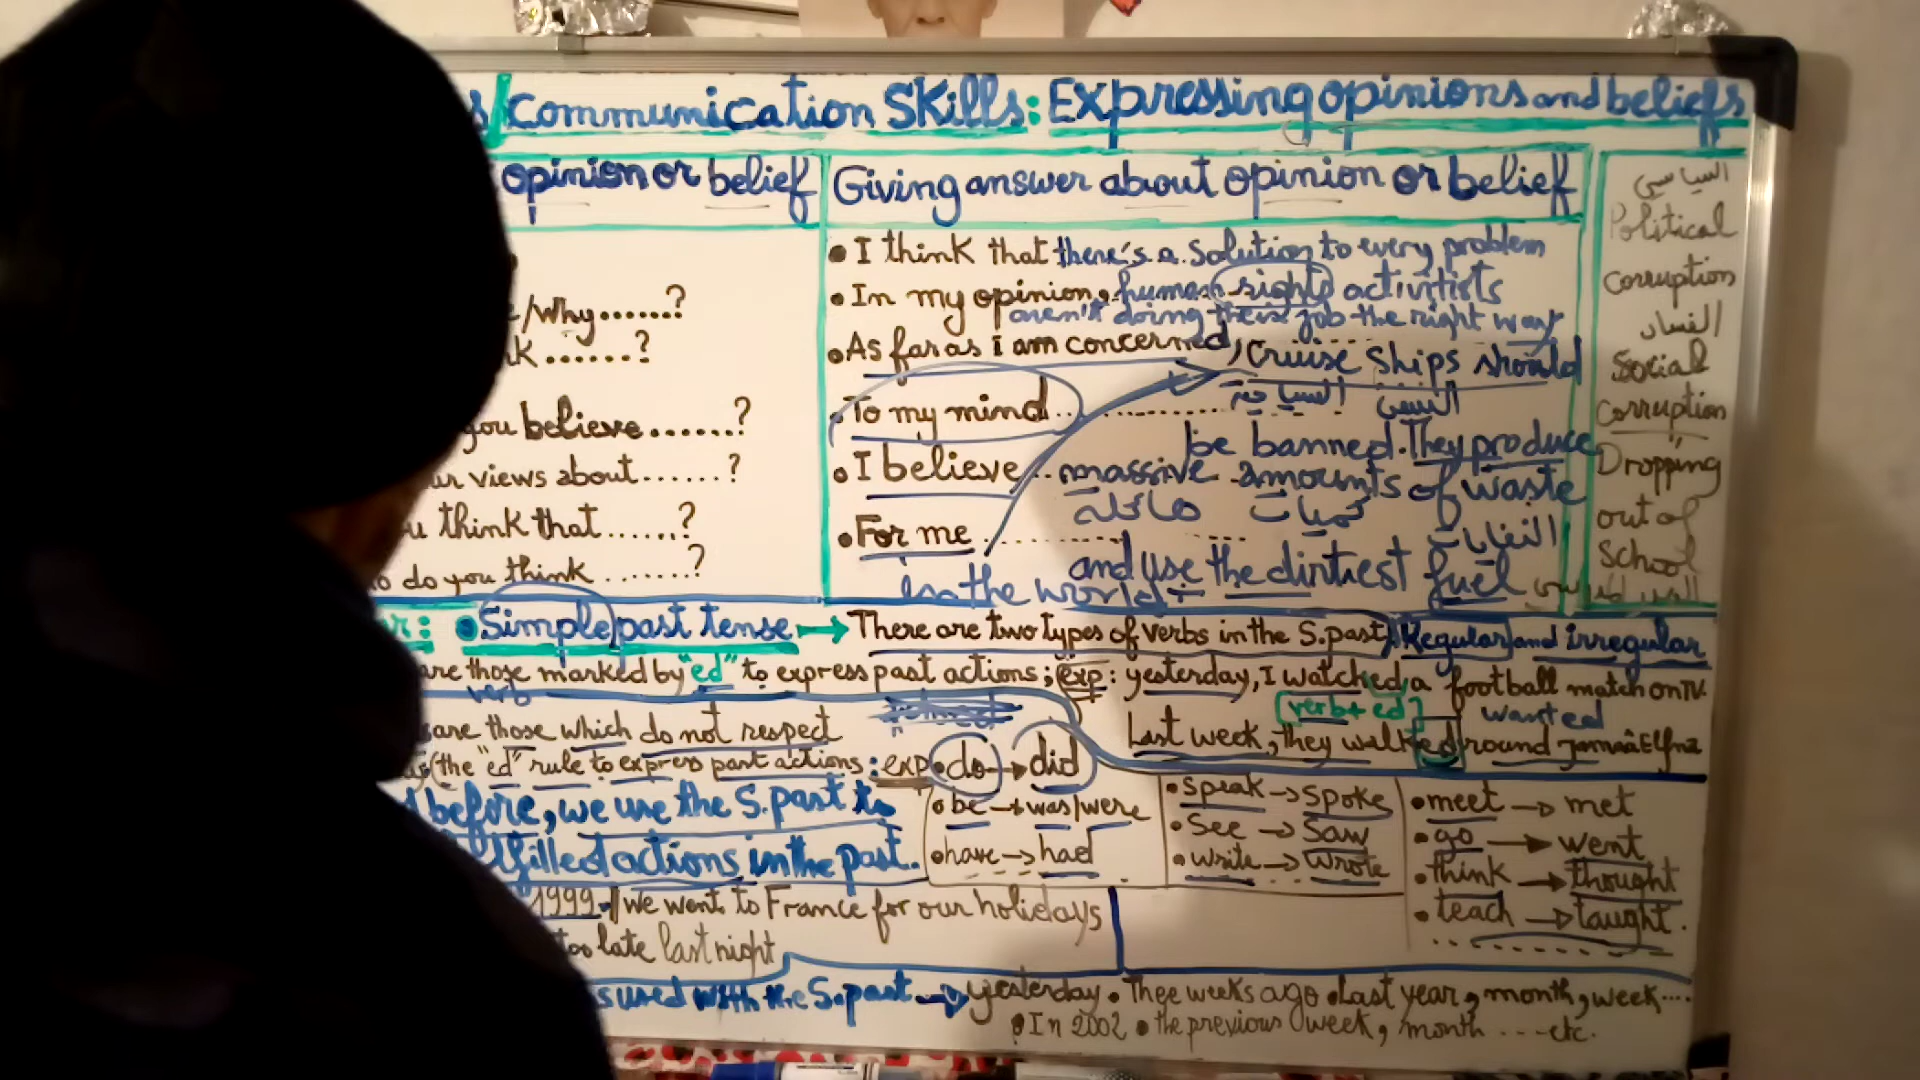 /Communication Skills: Expressing opinions and beliefs
opinion or belief
/Why......?
......?
you believe.......?
views about......?
think that......?
do you think........?
Giving answer about opinion or belief
• I think that there's a solution to every problem
• In my opinion, human rights activitists
aren't doing their job the right way
• As far as I am concerned, cruise ships should
السفن السياحية
• To my mind
be banned. They produce
• I believe... massive amounts of waste
هائلة كميات النفايات
• For me
and use the dirtiest fuel
in the world
السياسي
Political
corruption
الفساد
Social
corruption
Dropping
out of
School
• Simple past tense → There are two types of verbs in the S.past: Regular and irregular
are those marked by "ed" to express past actions; exp: yesterday, I watched a football match on TV.
verb
[verb + ed]
wanted
are those which do not respect
Last week, they walked round Jamaâ Elfna
(the "ed" rule to express past actions: exp • do → did
before, we use the S.past to
actions in the past.
• be → was/were
• have → had
• speak → spoke
• see → saw
• write → wrote
• meet → met
• go → went
• think → thought
• teach → taught.
1999, we went to France for our holidays
too late last night
used with the S.past → yesterday • Thee weeks ago • Last year, month, week....
• In 2002 • the previous week, month ....etc.